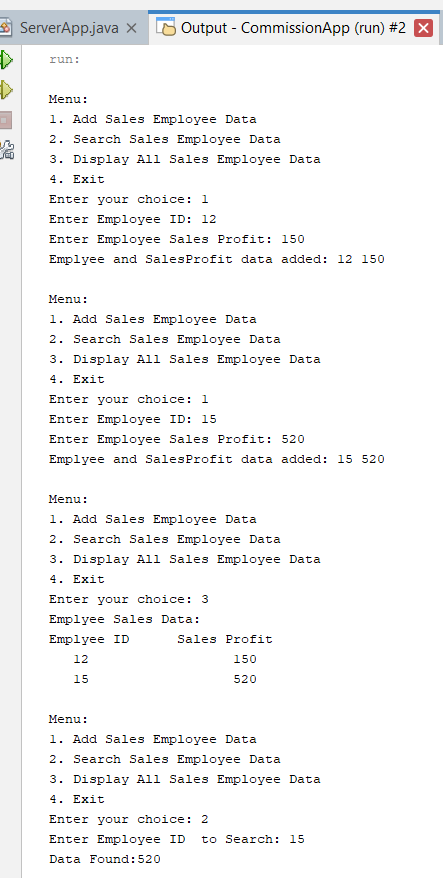 ServerApp.java Output - CommissionApp (run) #2
run:
Menu:
1. Add Sales Employee Data
2. Search Sales Employee Data
3. Display All Sales Employee Data
4. Exit
Enter your choice: 1
Enter Employee ID: 12
Enter Employee Sales Profit: 150
Emplyee and SalesProfit data added: 12 150
Menu:
1. Add Sales Employee Data
2. Search Sales Employee Data
3. Display All Sales Employee Data
4. Exit
Enter your choice: 1
Enter Employee ID: 15
Enter Employee Sales Profit: 520
Emplyee and SalesProfit data added: 15 520
Menu:
1. Add Sales Employee Data
2. Search Sales Employee Data
3. Display All Sales Employee Data
4. Exit
Enter your choice: 3
Emplyee Sales Data:
Emplyee ID      Sales Profit
12                  150
15                  520
Menu:
1. Add Sales Employee Data
2. Search Sales Employee Data
3. Display All Sales Employee Data
4. Exit
Enter your choice: 2
Enter Employee ID  to Search: 15
Data Found:520